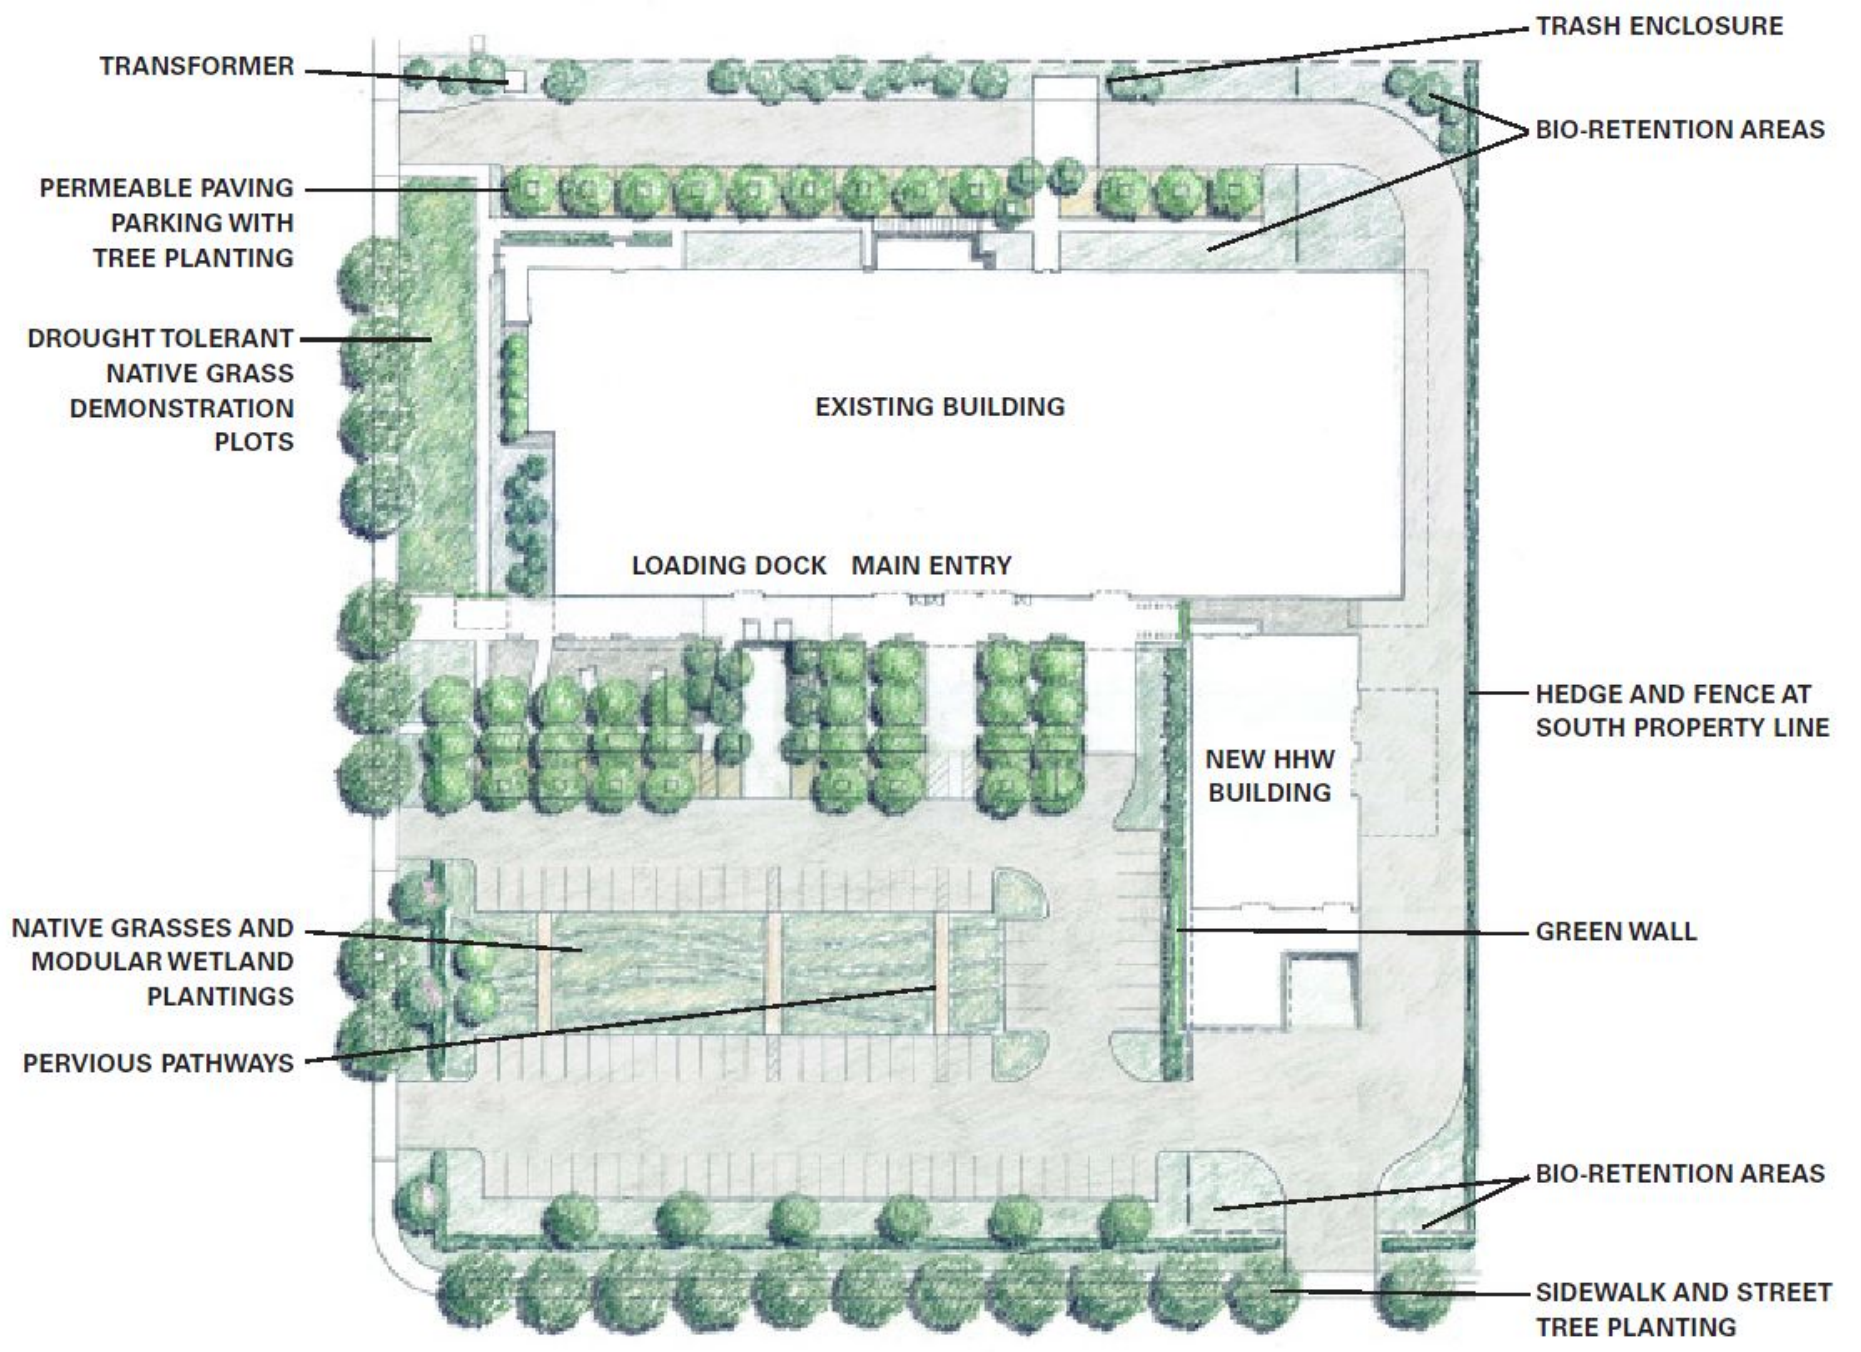 TRASH ENCLOSURE
TRANSFORMER
BIO-RETENTION AREAS
PERMEABLE PAVING
PARKING WITH
TREE PLANTING
DROUGHT TOLERANT
NATIVE GRASS
DEMONSTRATION
PLOTS
EXISTING BUILDING
LOADING DOCK MAIN ENTRY
HEDGE AND FENCE AT
SOUTH PROPERTY LINE
NEW HHW
BUILDING
NATIVE GRASSES AND
MODULAR WETLAND
PLANTINGS
GREEN WALL
PERVIOUS PATHWAYS
BIO-RETENTION AREAS
SIDEWALK AND STREET
TREE PLANTING